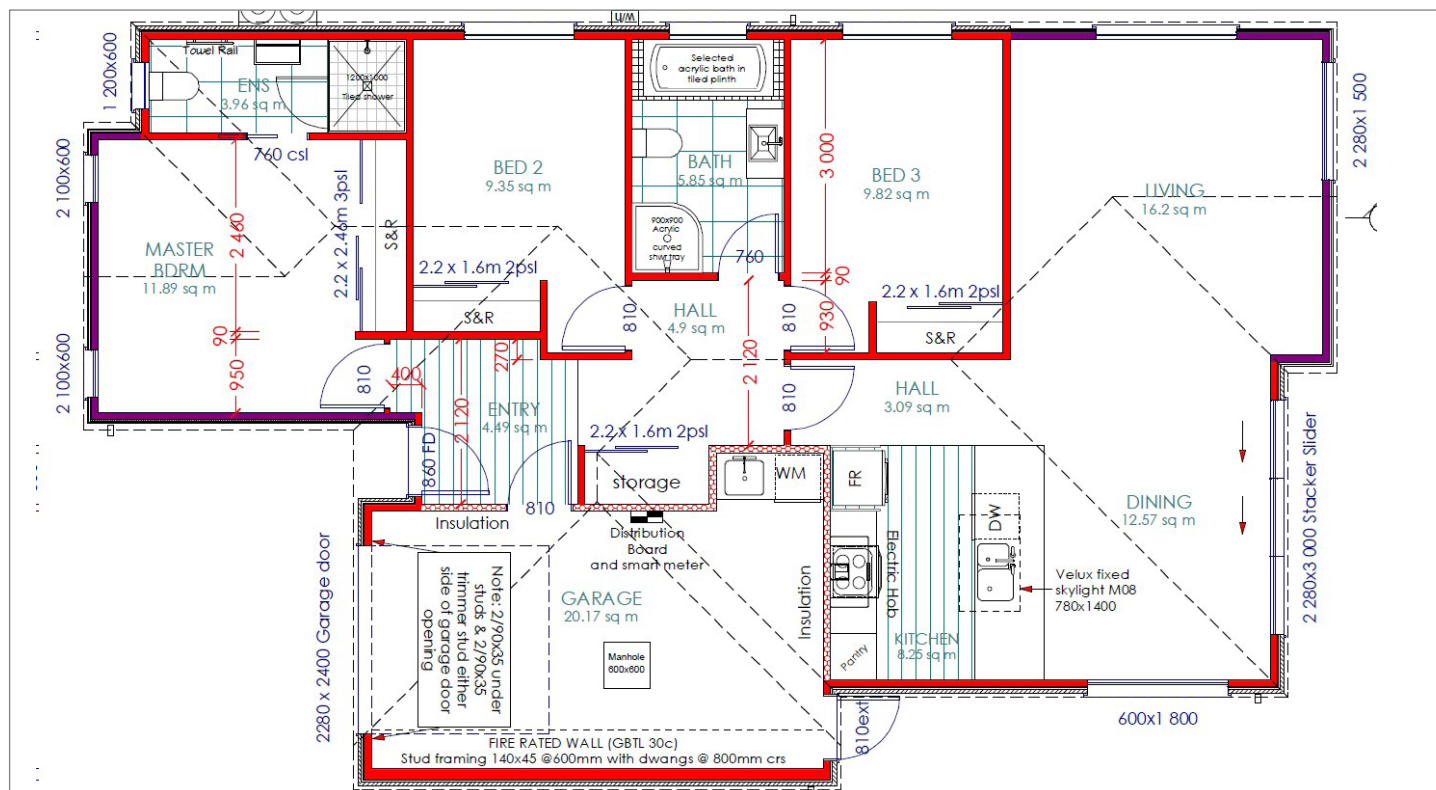 WH
Towel Rail
ENS
3.96 sq m
1200x1000
Tiled shower
1 200x600
760 csl
2 100x600
2 460
2.2 x 2.46m 3psl
S&R
MASTER
BDRM
11.89 sq m
90
950
2 100x600
810
400
BED 2
9.35 sq m
2.2 x 1.6m 2psl
S&R
810
Selected
acrylic bath in
tiled plinth
BATH
5.85 sq m
900x900
Acrylic
curved
shwr tray
760
HALL
4.9 sq m
2 120
810
810
BED 3
9.82 sq m
3 000
90
930
2.2 x 1.6m 2psl
S&R
LIVING
16.2 sq m
2 280x1 500
HALL
3.09 sq m
270
ENTRY
4.49 sq m
2 120
860 FD
810
2.2 x 1.6m 2psl
Storage
WM
FR
Insulation
Distribution
Board
and smart meter
2280 x 2400 Garage door
Note: 2/90x35 under
studs & 2/90x35
trimmer stud either
side of garage door
opening
GARAGE
20.17 sq m
Manhole
600x600
Insulation
Electric Hob
KITCHEN
8.25 sq m
Pantry
DW
Velux fixed
skylight M08
780x1400
DINING
12.57 sq m
2 280x3 000 Stacker Slider
600x1 800
810ext
FIRE RATED WALL (GBTL 30c)
Stud framing 140x45 @600mm with dwangs @ 800mm crs